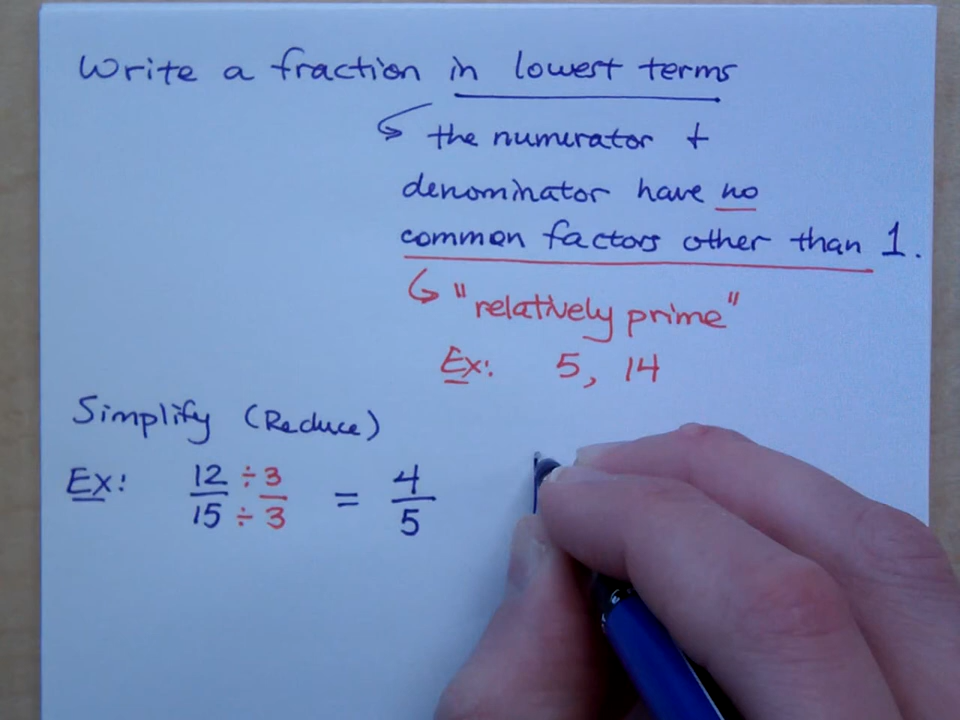 Write a fraction in lowest terms
the numerator +
denominator have no
common factors other than 1.
"relatively prime"
Ex: 5, 14
Simplify (Reduce)
Ex: 12/15 ÷3/÷3 = 4/5